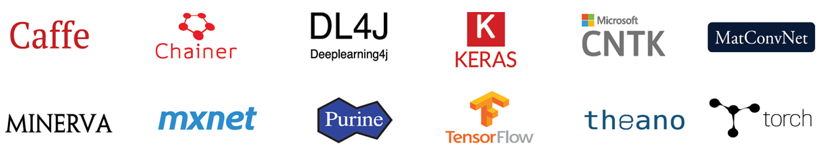 Caffe
Chainer
DL4J
Deeplearning4j
K
KERAS
Microsoft
CNTK
MatConvNet
MINERVA
mxnet
Purine
TensorFlow
theano
torch